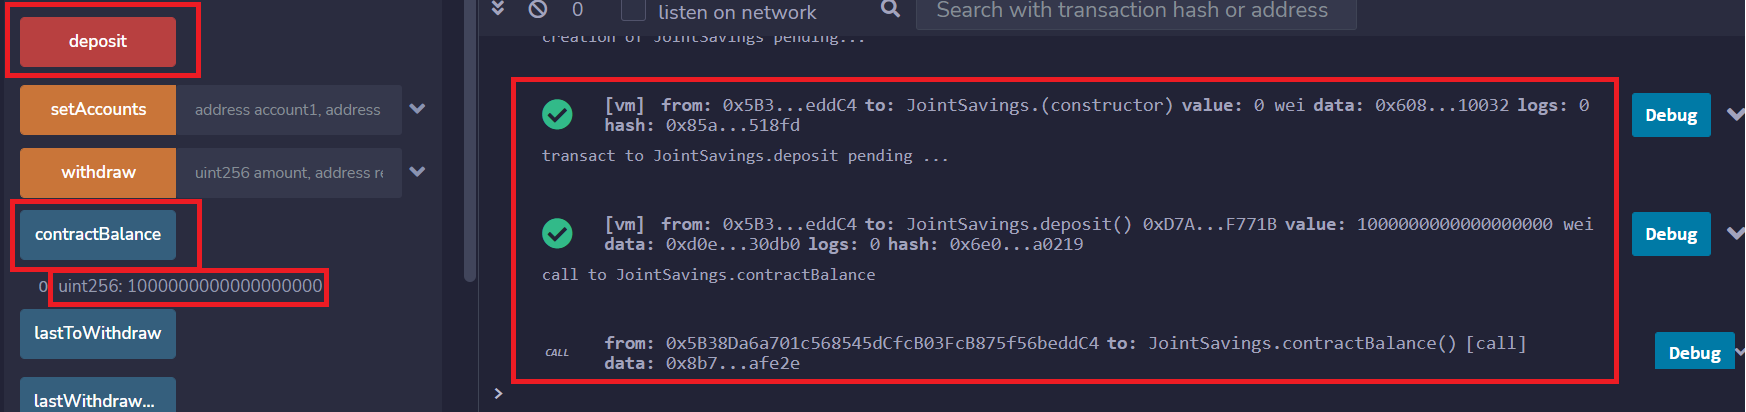 deposit
setAccounts
address account1, address
withdraw
uint256 amount, address re
contractBalance
0
uint256: 1000000000000000000
lastToWithdraw
lastWithdraw...
0
listen on network
Search with transaction hash or address
creation of JointSavings pending...
[vm] from: 0x5B3...eddC4 to: JointSavings.(constructor) value: 0 wei data: 0x608...10032 logs: 0
hash: 0x85a...518fd
Debug
transact to JointSavings.deposit pending ...
[vm] from: 0x5B3...eddC4 to: JointSavings.deposit() 0xD7A...F771B value: 1000000000000000000 wei
data: 0xd0e...30db0 logs: 0 hash: 0x6e0...a0219
Debug
call to JointSavings.contractBalance
CALL
from: 0x5B38Da6a701c568545dCfcB03FcB875f56beddC4 to: JointSavings.contractBalance() [call]
data: 0x8b7...afe2e
Debug
>